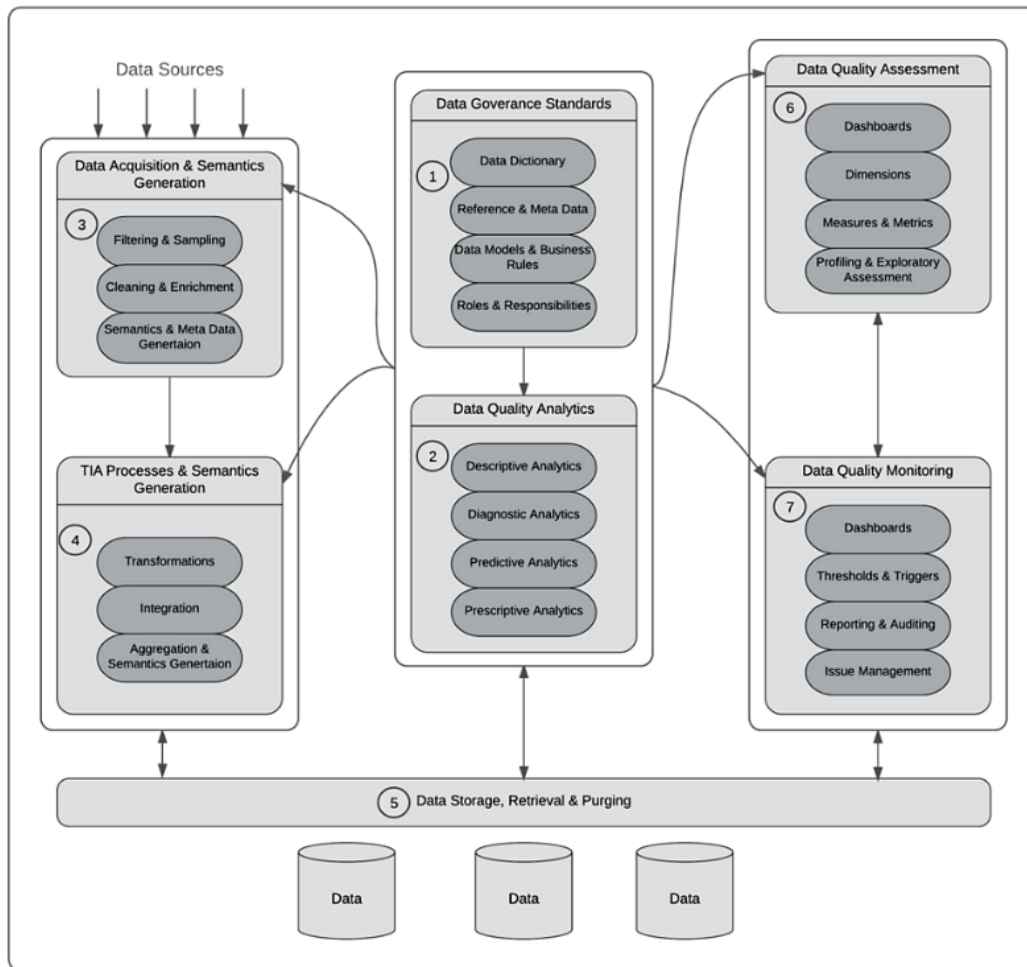 Data Sources
Data Acquisition & Semantics
Generation
3
Filtering & Sampling
Cleaning & Enrichment
Semantics & Meta Data
Genertaion
TIA Processes & Semantics
Generation
4
Transformations
Integration
Aggregation
& Semantics Genertaion
Data Goverance Standards
1
Data Dictionary
Reference & Meta Data
Data Models & Business
Rules
Roles & Responsibilities
Data Quality Analytics
2
Descriptive Analytics
Diagnostic Analytics
Predictive Analytics
Prescriptive Analytics
Data Quality Assessment
6
Dashboards
Dimensions
Measures & Metrics
Profiling & Exploratory
Assessment
Data Quality Monitoring
7
Dashboards
Thresholds & Triggers
Reporting & Auditing
Issue Management
5 Data Storage, Retrieval & Purging
Data
Data
Data